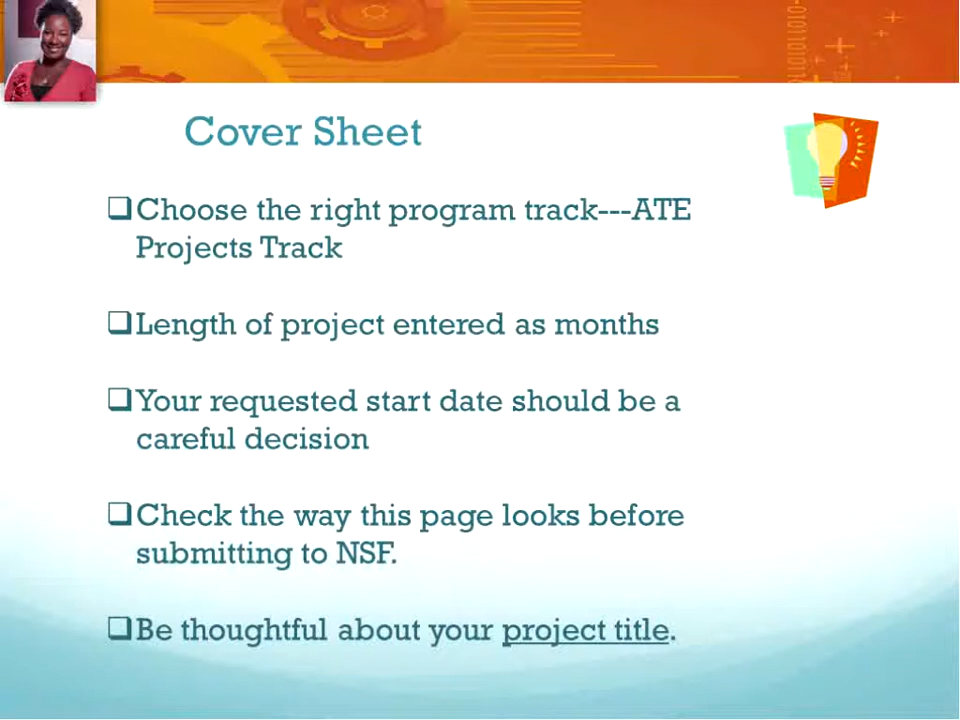 Cover Sheet
❑Choose the right program track---ATE
Projects Track
❑Length of project entered as months
❑Your requested start date should be a
careful decision
❑Check the way this page looks before
submitting to NSF.
❑Be thoughtful about your project title.